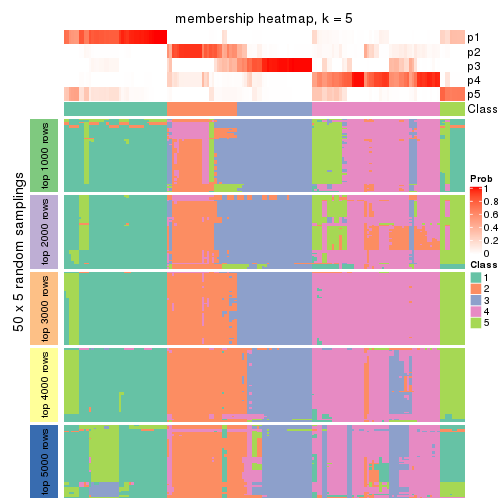 membership heatmap, k = 5
p1
p2
p3
p4
p5
Class
50 x 5 random samplings
top 1000 rows
top 2000 rows
top 3000 rows
top 4000 rows
top 5000 rows
Prob
1
0.8
0.6
0.4
0.2
0
Class
1
2
3
4
5